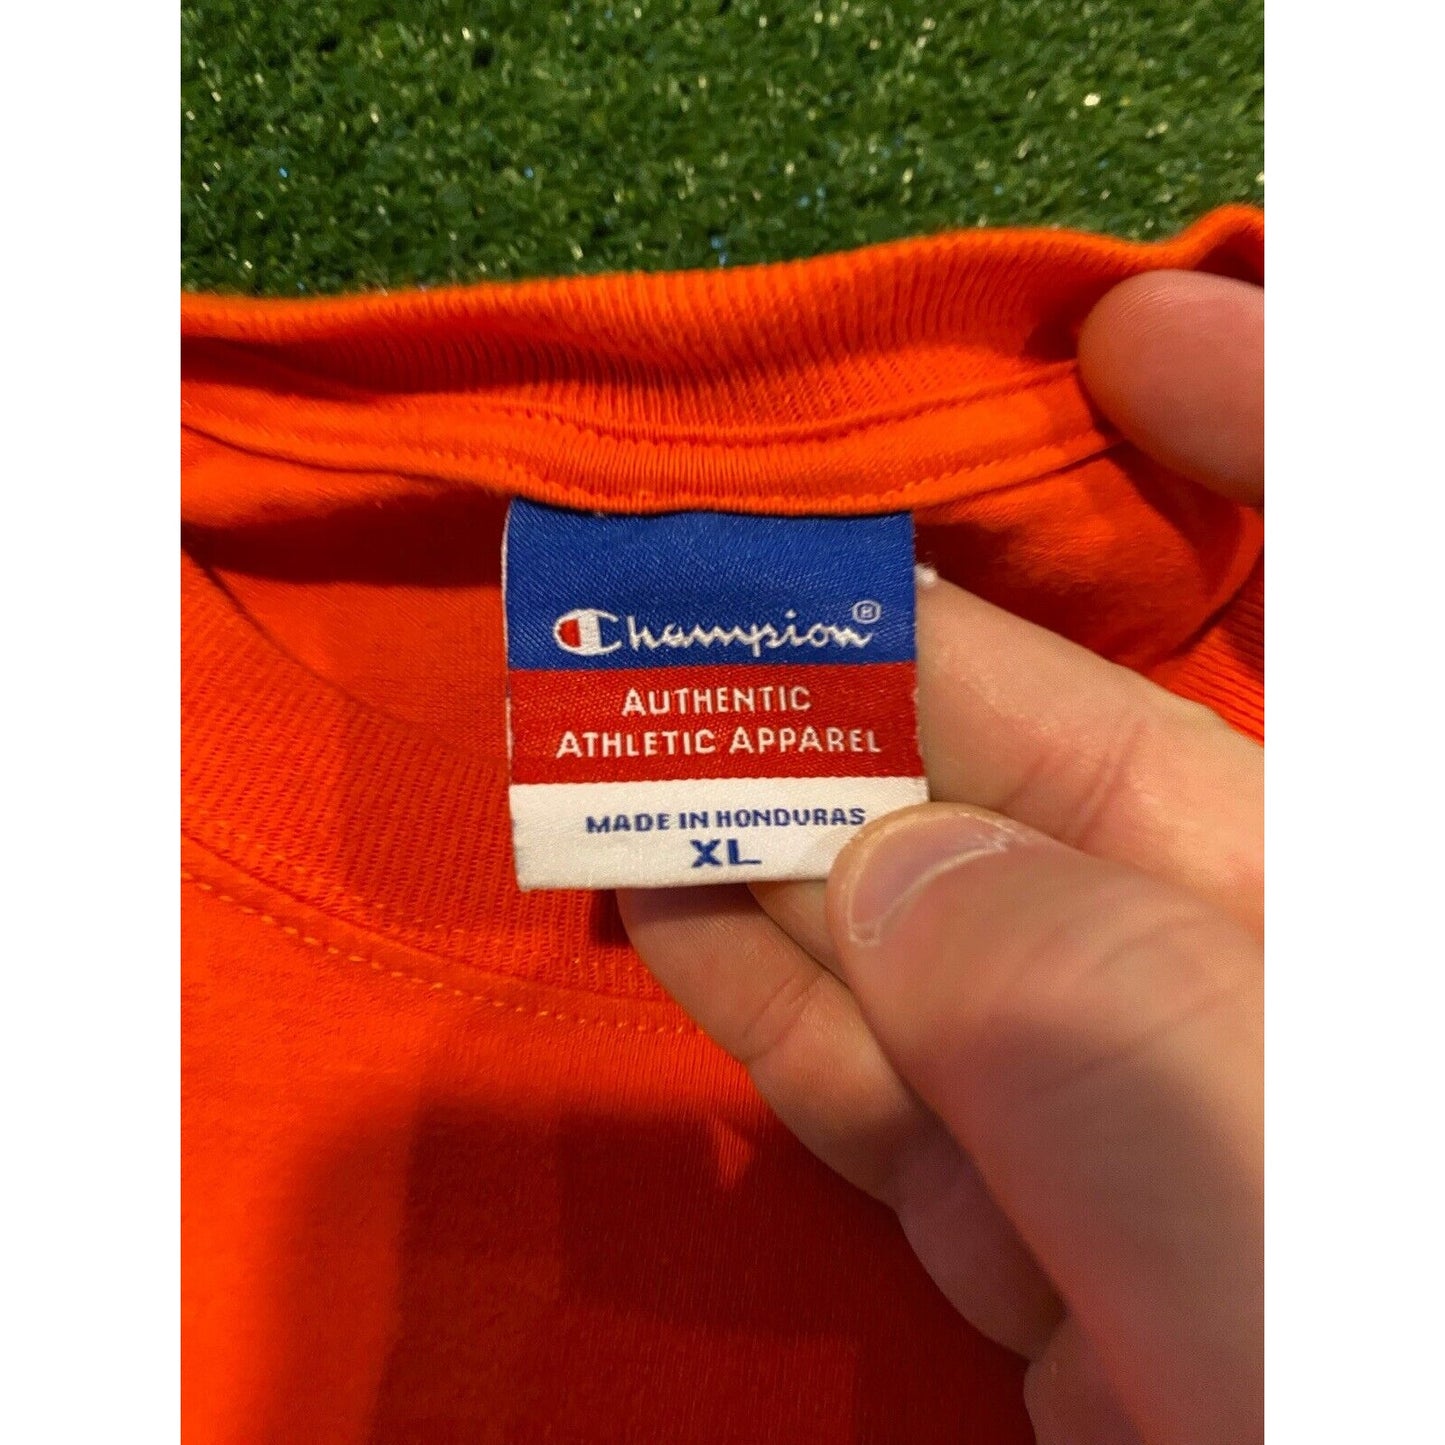 Champion®
AUTHENTIC
ATHLETIC APPAREL
MADE IN HONDURAS
XL